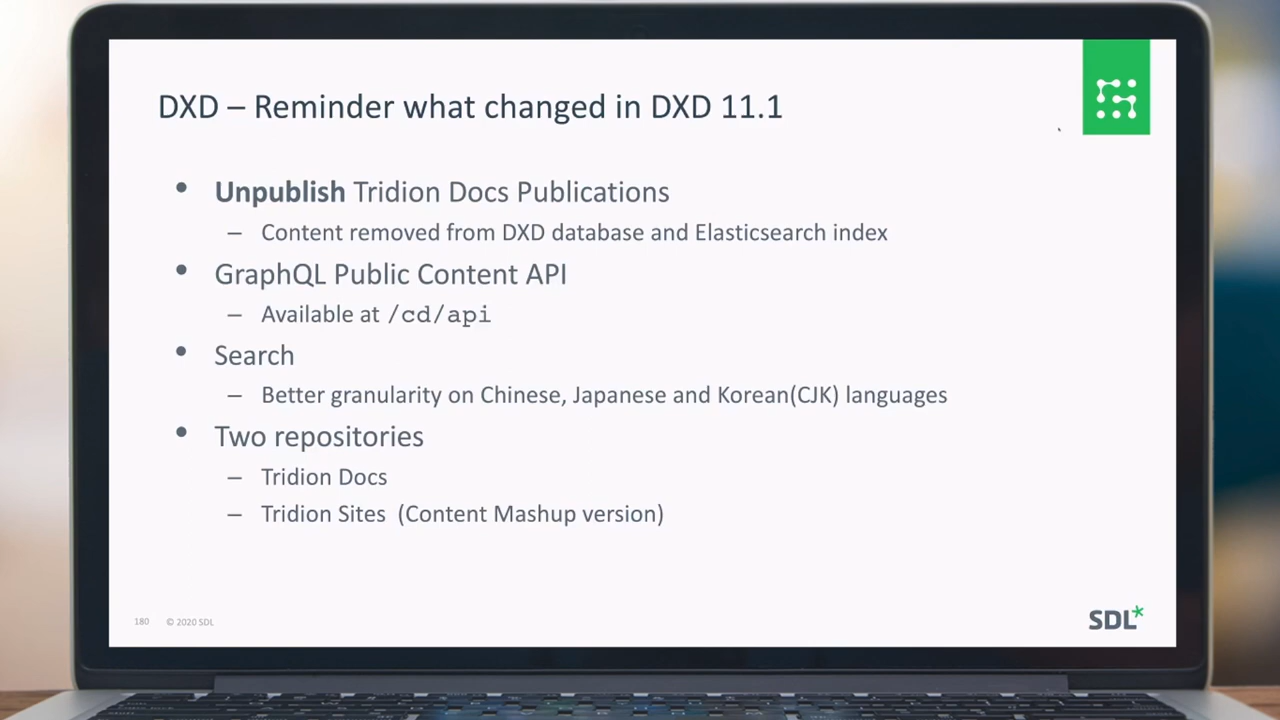 DXD – Reminder what changed in DXD 11.1
• Unpublish Tridion Docs Publications
– Content removed from DXD database and Elasticsearch index
• GraphQL Public Content API
– Available at /cd/api
• Search
– Better granularity on Chinese, Japanese and Korean(CJK) languages
• Two repositories
– Tridion Docs
– Tridion Sites (Content Mashup version)
180 © 2020 SDL
SDL*